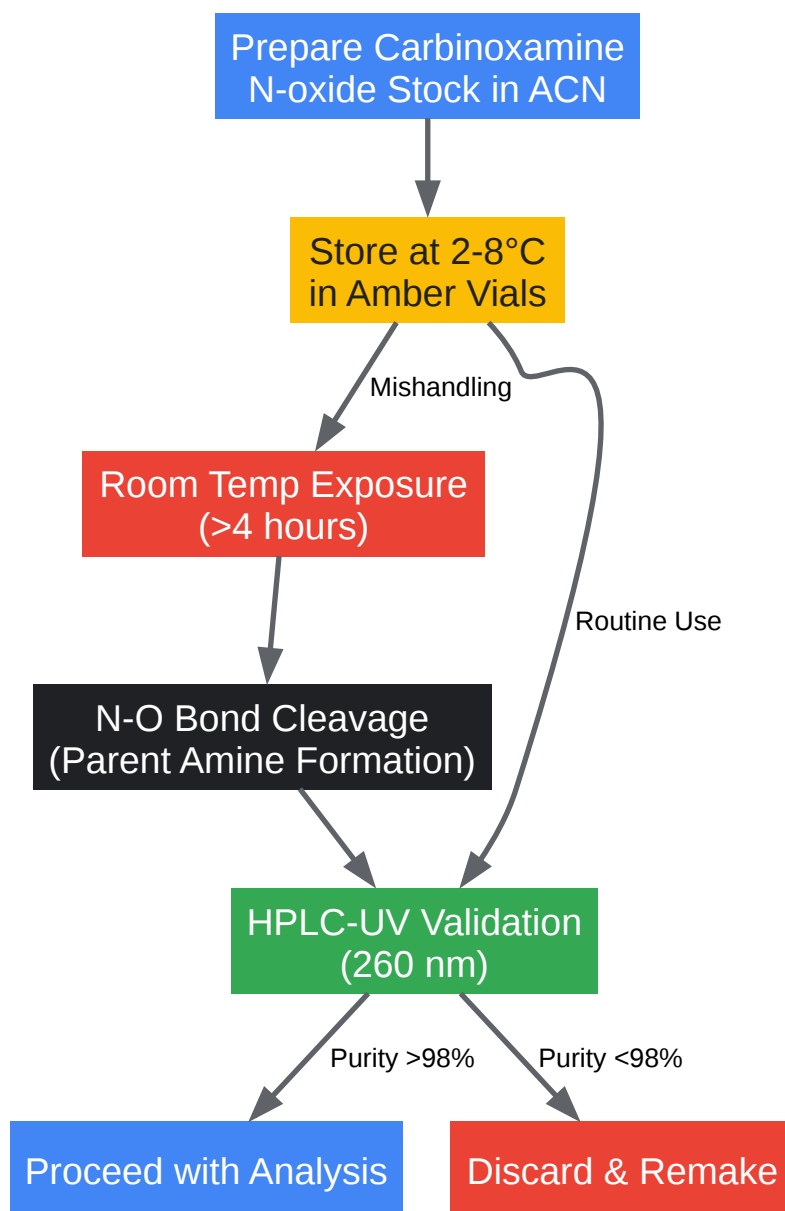 Prepare Carbinoxamine
N-oxide Stock in ACN
Store at 2-8°C
in Amber Vials
Mishandling
Room Temp Exposure
(>4 hours)
Routine Use
N-O Bond Cleavage
(Parent Amine Formation)
HPLC-UV Validation
(260 nm)
Purity >98%
Purity <98%
Proceed with Analysis
Discard & Remake